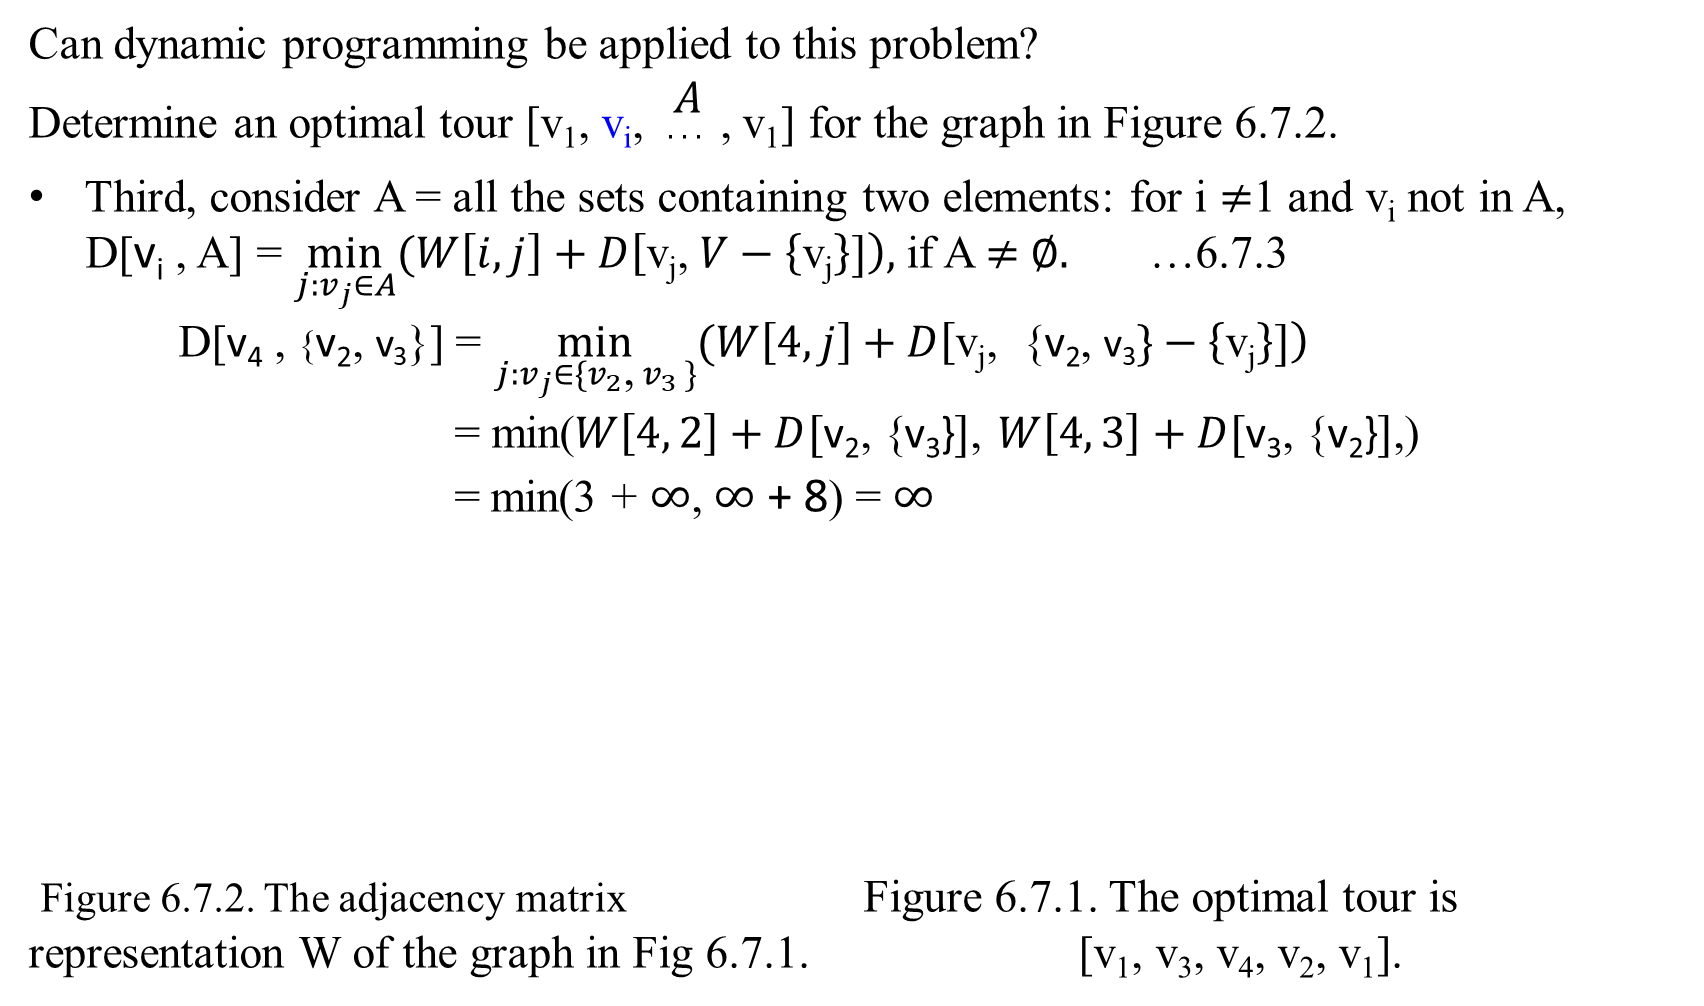 Can dynamic programming be applied to this problem?
Determine an optimal tour [v₁, vᵢ, A … , v₁] for the graph in Figure 6.7.2.
• Third, consider A = all the sets containing two elements: for i ≠1 and vᵢ not in A,
D[vᵢ , A] = min j:vⱼ∈A (W[i,j] + D[vⱼ, V − {vⱼ}]), if A ≠ ∅. …6.7.3
D[v₄ , {v₂, v₃}] = min j:vⱼ∈{v₂, v₃ } (W[4,j] + D[vⱼ, {v₂, v₃} − {vⱼ}])
= min(W[4, 2] + D[v₂, {v₃}], W[4, 3] + D[v₃, {v₂}],)
= min(3 + ∞, ∞ + 8) = ∞
Figure 6.7.2. The adjacency matrix
representation W of the graph in Fig 6.7.1.
Figure 6.7.1. The optimal tour is
[v₁, v₃, v₄, v₂, v₁].